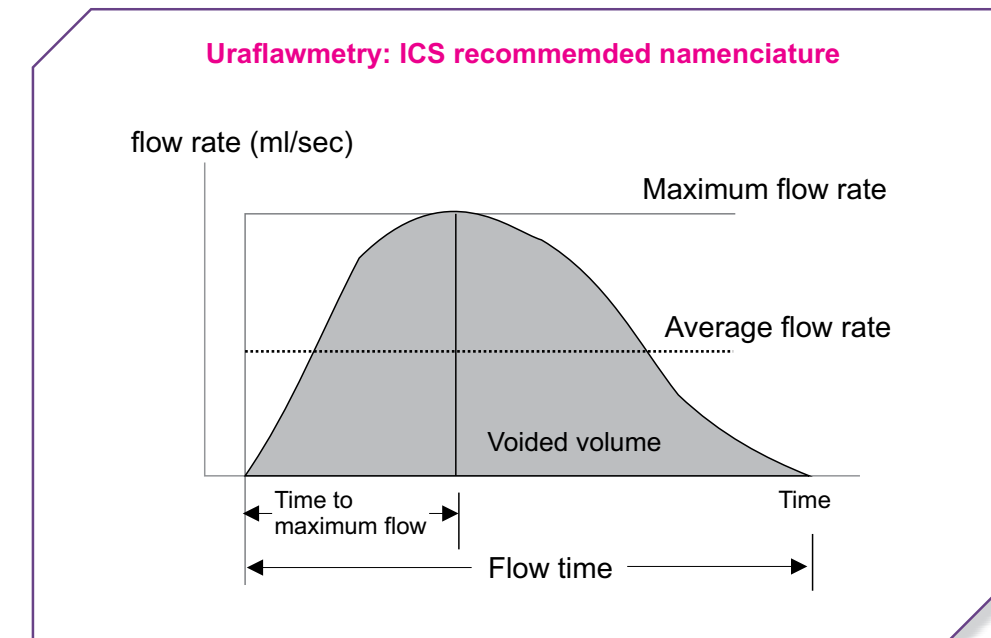 Uraflawmetry: ICS recommemded namenciature
flow rate (ml/sec)
Maximum flow rate
Average flow rate
Voided volume
Time to
maximum flow
Time
Flow time